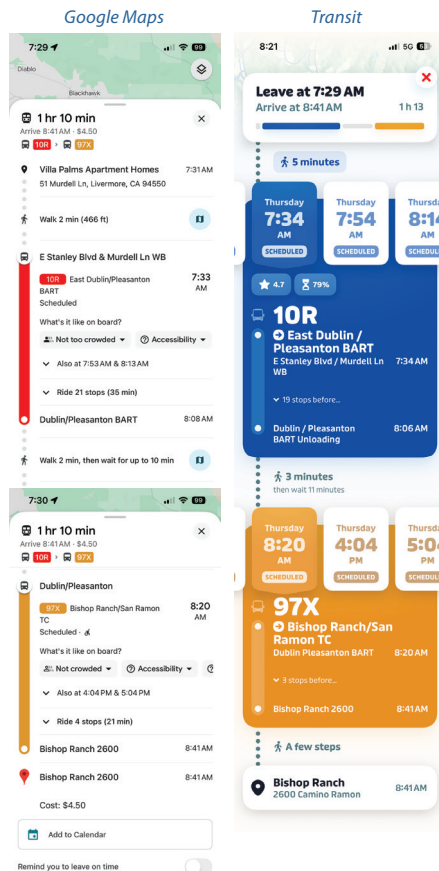 Google Maps
7:29
99
Diablo
Blackhawk
1 hr 10 min
Arrive 8:41 AM · $4.50
10R > 97X
Villa Palms Apartment Homes 7:31 AM
51 Murdell Ln, Livermore, CA 94550
Walk 2 min (466 ft)
E Stanley Blvd & Murdell Ln WB
10R East Dublin/Pleasanton 7:33
BART AM
Scheduled
What's it like on board?
Not too crowded Accessibility
Also at 7:53 AM & 8:13 AM
Ride 21 stops (35 min)
Dublin/Pleasanton BART 8:08 AM
Walk 2 min, then wait for up to 10 min
7:30
99
1 hr 10 min
Arrive 8:41 AM · $4.50
10R > 97X
Dublin/Pleasanton
97X Bishop Ranch/San Ramon 8:20
TC AM
Scheduled ·
What's it like on board?
Not crowded Accessibility
Also at 4:04 PM & 5:04 PM
Ride 4 stops (21 min)
Bishop Ranch 2600 8:41 AM
Bishop Ranch 2600 8:41 AM
Cost: $4.50
Add to Calendar
Remind you to leave on time
Transit
8:21
5G
Leave at 7:29 AM
Arrive at 8:41 AM 1 h 13
5 minutes
Thursday Thursday Thursd
7:34 7:54 8:14
AM AM AM
SCHEDULED SCHEDULED SCHEDULED
4.7 79%
10R
East Dublin /
Pleasanton BART
E Stanley Blvd / Murdell Ln 7:34 AM
WB
19 stops before...
Dublin / Pleasanton 8:06 AM
BART Unloading
3 minutes
then wait 11 minutes
Thursday Thursday Thursd
8:20 4:04 5:04
AM PM PM
SCHEDULED SCHEDULED SCHEDULED
97X
Bishop Ranch/San
Ramon TC
Dublin Pleasanton BART 8:20 AM
3 stops before...
Bishop Ranch 2600 8:41 AM
A few steps
Bishop Ranch 8:41 AM
2600 Camino Ramon